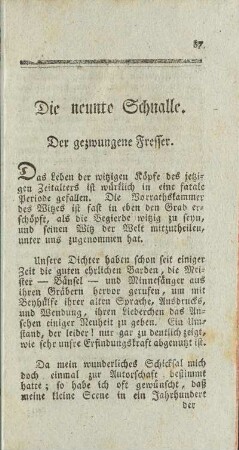 87
Die neunte Schnalle.
Der gezwungene Fresser.
Das Leben der witzigen Köpfe des jetzi-
gen Zeitalters ist würklich in eine fatale
Periode gefallen. Die Vorrathskammer
des Witzes ist fast in eben den Grad er-
schöpft, als die Begierde witzig zu seyn,
und seinen Witz der Welt mitzutheilen,
unter uns zugenommen hat.
Unsere Dichter haben schon seit einiger
Zeit die guten ehrlichen Barden, die Mei-
ster — Bänsel — und Minnesänger aus
ihren Gräbern hervor gerufen, um mit
Beyhülfe ihrer alten Sprache, Ausdrucks,
und Wendung, ihren Liederchen das An-
sehen einiger Neuheit zu geben. Ein Um-
stand, der leider! nur gar zu deutlich zeigt,
wie sehr unsre Erfindungskraft abgenutzt ist.
Da mein wunderliches Schicksal mich
doch einmal zur Autorschaft bestimmt
hatte; so habe ich oft gewünscht, daß
meine kleine Scene in ein Jahrhundert
der